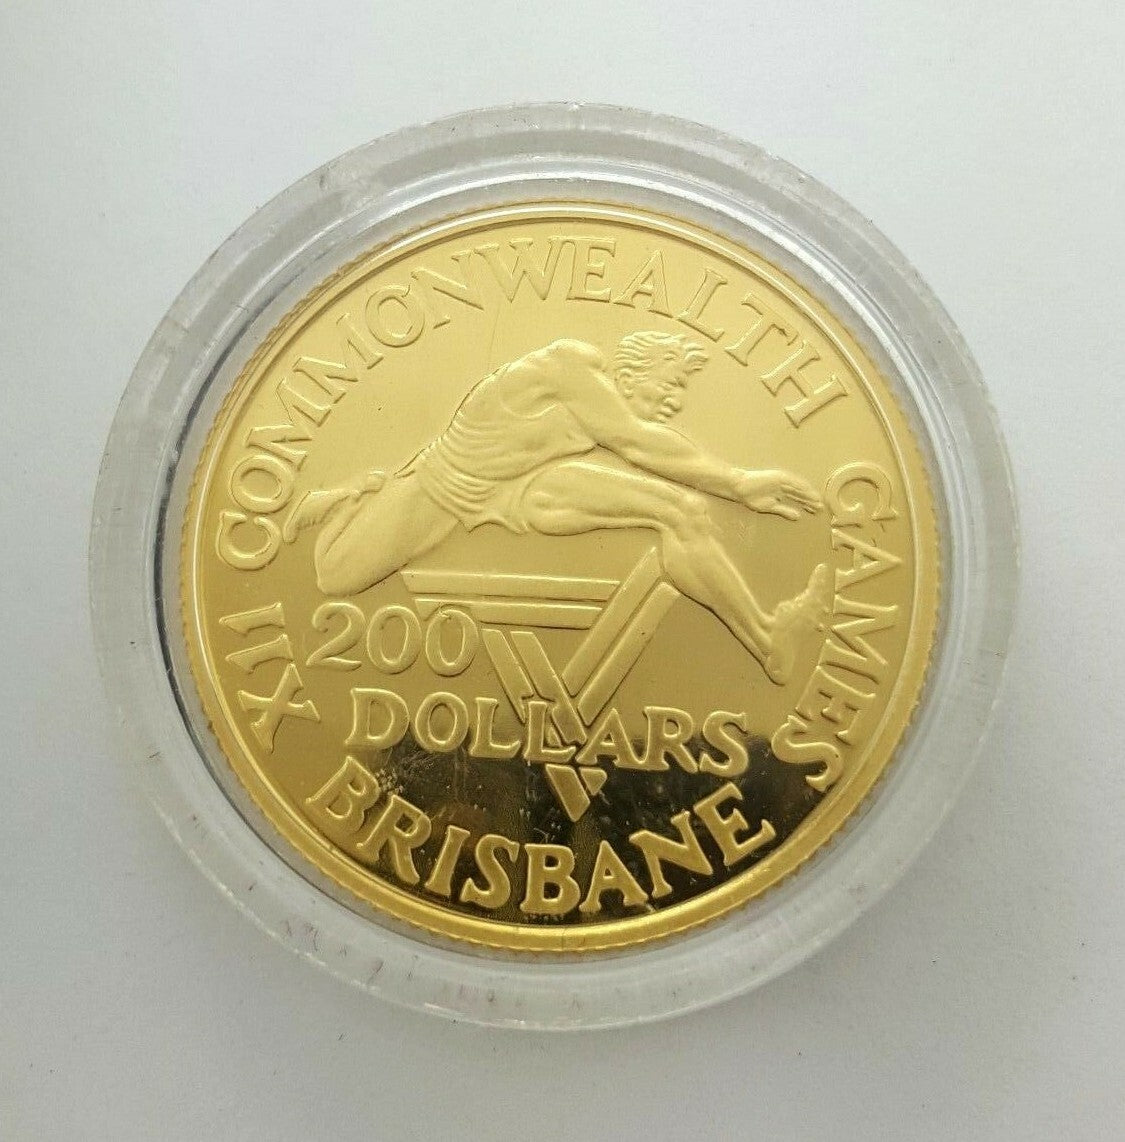 XII COMMONWEALTH GAMES
200
DOLLARS
BRISBANE